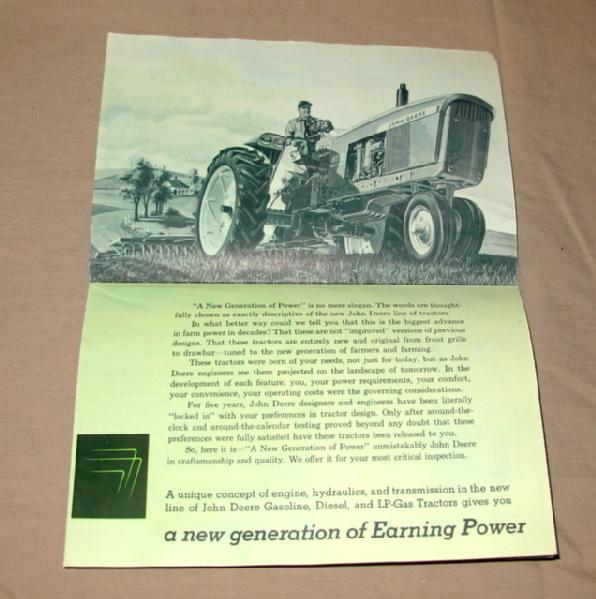 JOHN DEERE
"A New Generation of Power" is no mere slogan. The words are thought-
fully chosen as exactly descriptive of the new John Deere line of tractors.
In what better way could we tell you that this is the biggest advance
in farm power in decades? That these are not "improved" versions of previous
designs. That these tractors are entirely new and original from front grille
to drawbar—tuned to the new generation of farmers and farming.
These tractors were born of your needs, not just for today, but as John
Deere engineers see them projected on the landscape of tomorrow. In the
development of each feature, you, your power requirements, your comfort,
your convenience, your operating costs were the governing considerations.
For five years, John Deere designers and engineers have been literally
"locked in" with your preferences in tractor design. Only after around-the-
clock and around-the-calendar testing proved beyond any doubt that these
preferences were fully satisfied have these tractors been released to you.
So, here it is—"A New Generation of Power" unmistakably John Deere
in craftsmanship and quality. We offer it for your most critical inspection.
A unique concept of engine, hydraulics, and transmission in the new
line of John Deere Gasoline, Diesel, and LP-Gas Tractors gives you
a new generation of Earning Power